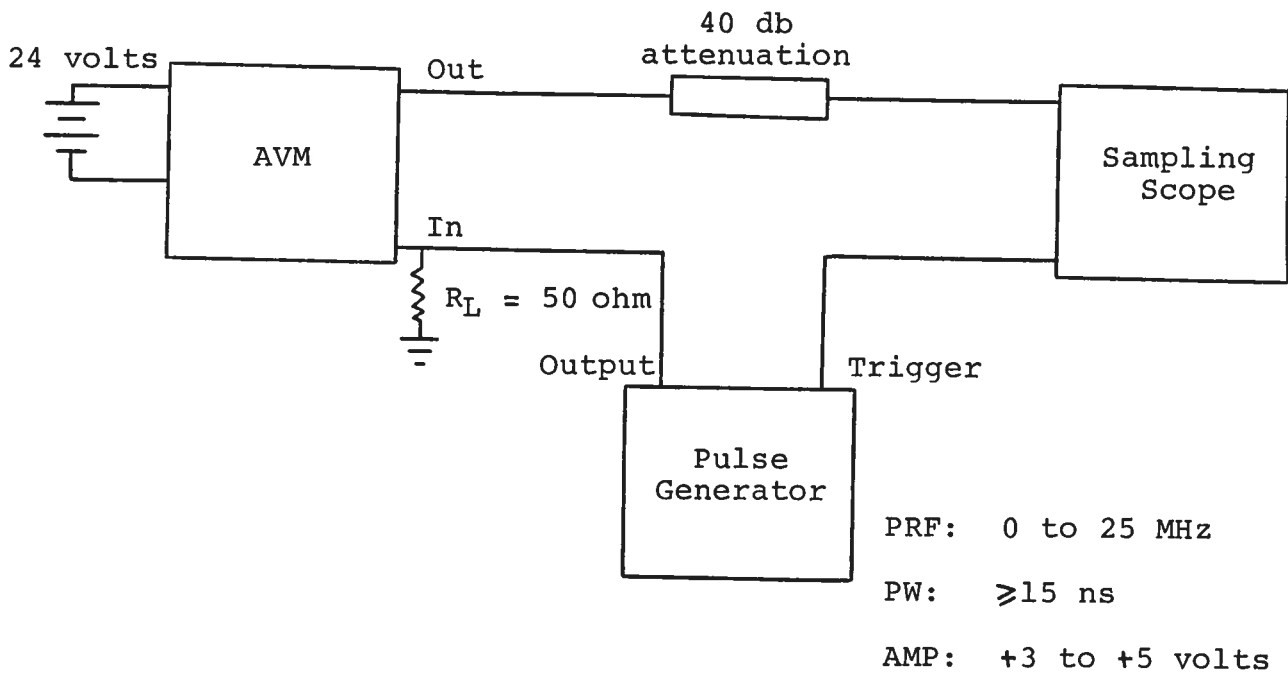 40 db
attenuation
24 volts
Out
AVM
Sampling
Scope
In
R_L = 50 ohm
Output
Trigger
Pulse
Generator
PRF: 0 to 25 MHz
PW: ⩾15 ns
AMP: +3 to +5 volts